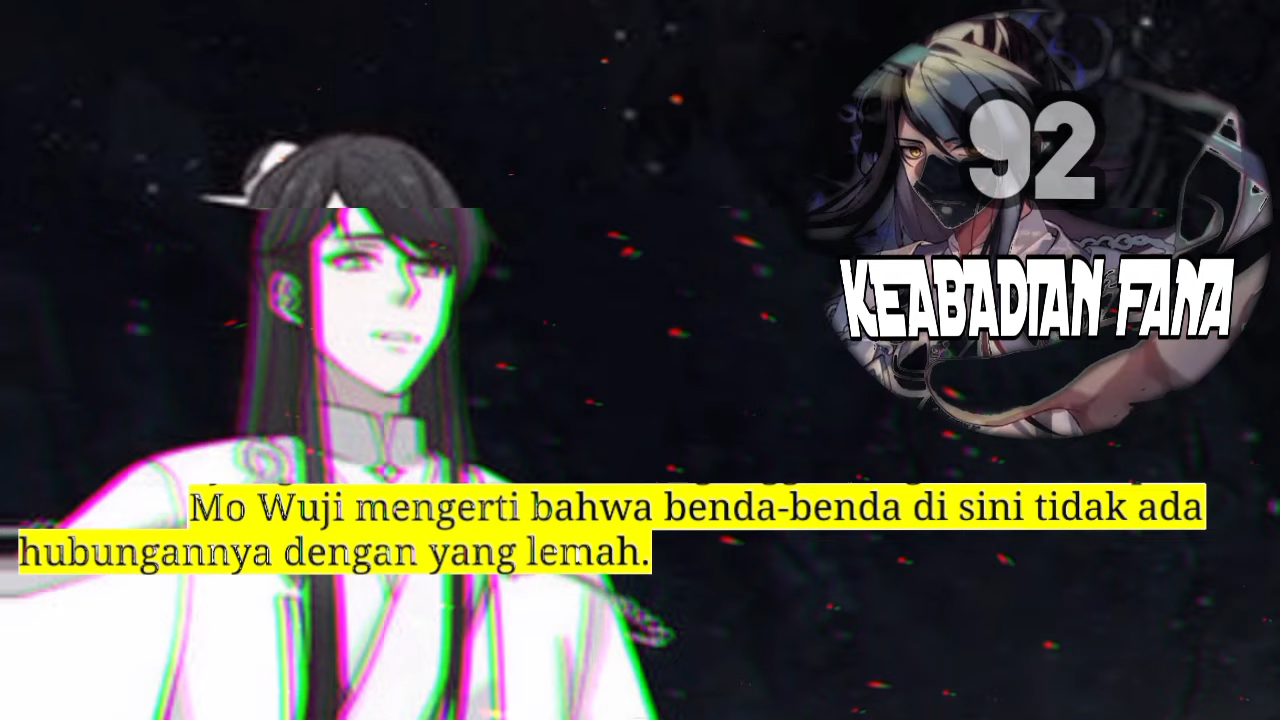 92
KEABADIAN FANA
Mo Wuji mengerti bahwa benda-benda di sini tidak ada
hubungannya dengan yang lemah.